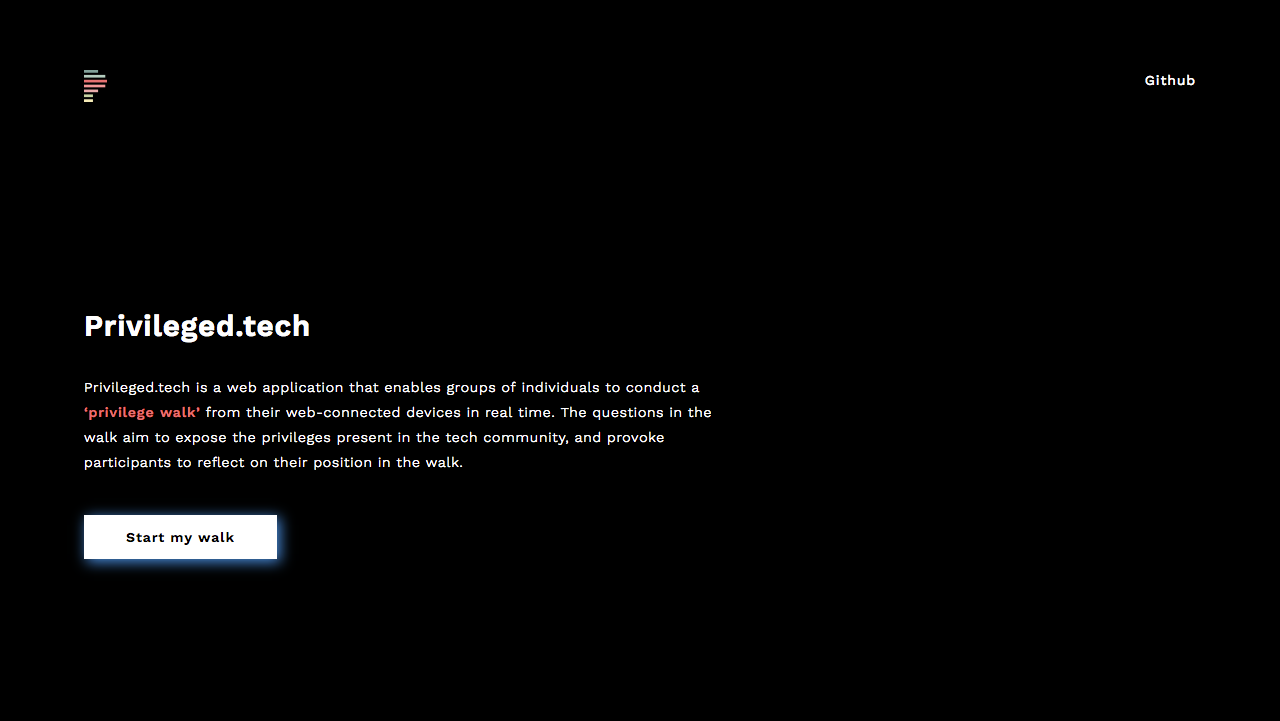 Github
Privileged.tech
Privileged.tech is a web application that enables groups of individuals to conduct a
‘privilege walk’ from their web-connected devices in real time. The questions in the
walk aim to expose the privileges present in the tech community, and provoke
participants to reflect on their position in the walk.
Start my walk